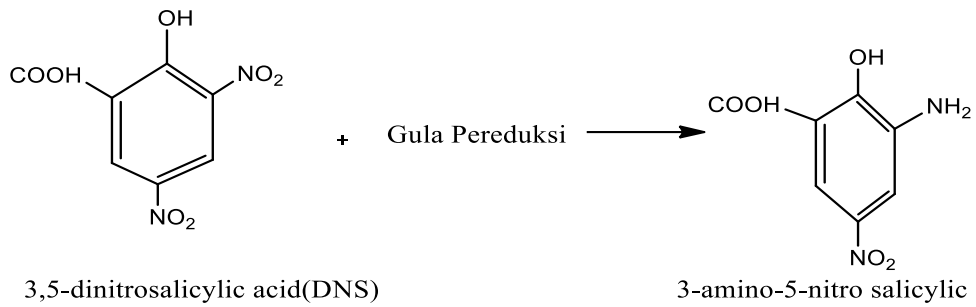 OH
COOH
NO2
NO2
+
Gula Pereduksi
OH
COOH
NH2
NO2
3,5-dinitrosalicylic acid(DNS)
3-amino-5-nitro salicylic